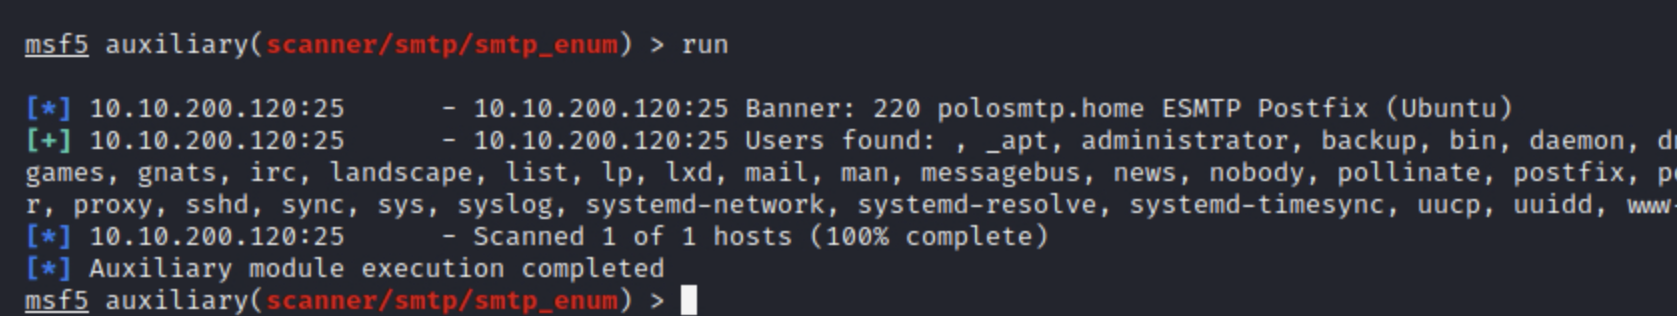 msf5 auxiliary(scanner/smtp/smtp_enum) > run
[*] 10.10.200.120:25      - 10.10.200.120:25 Banner: 220 polosmtp.home ESMTP Postfix (Ubuntu)
[+] 10.10.200.120:25      - 10.10.200.120:25 Users found: , _apt, administrator, backup, bin, daemon,
games, gnats, irc, landscape, list, lp, lxd, mail, man, messagebus, news, nobody, pollinate, postfix,
r, proxy, sshd, sync, sys, syslog, systemd-network, systemd-resolve, systemd-timesync, uucp, uuidd, www-
[*] 10.10.200.120:25      - Scanned 1 of 1 hosts (100% complete)
[*] Auxiliary module execution completed
msf5 auxiliary(scanner/smtp/smtp_enum) >